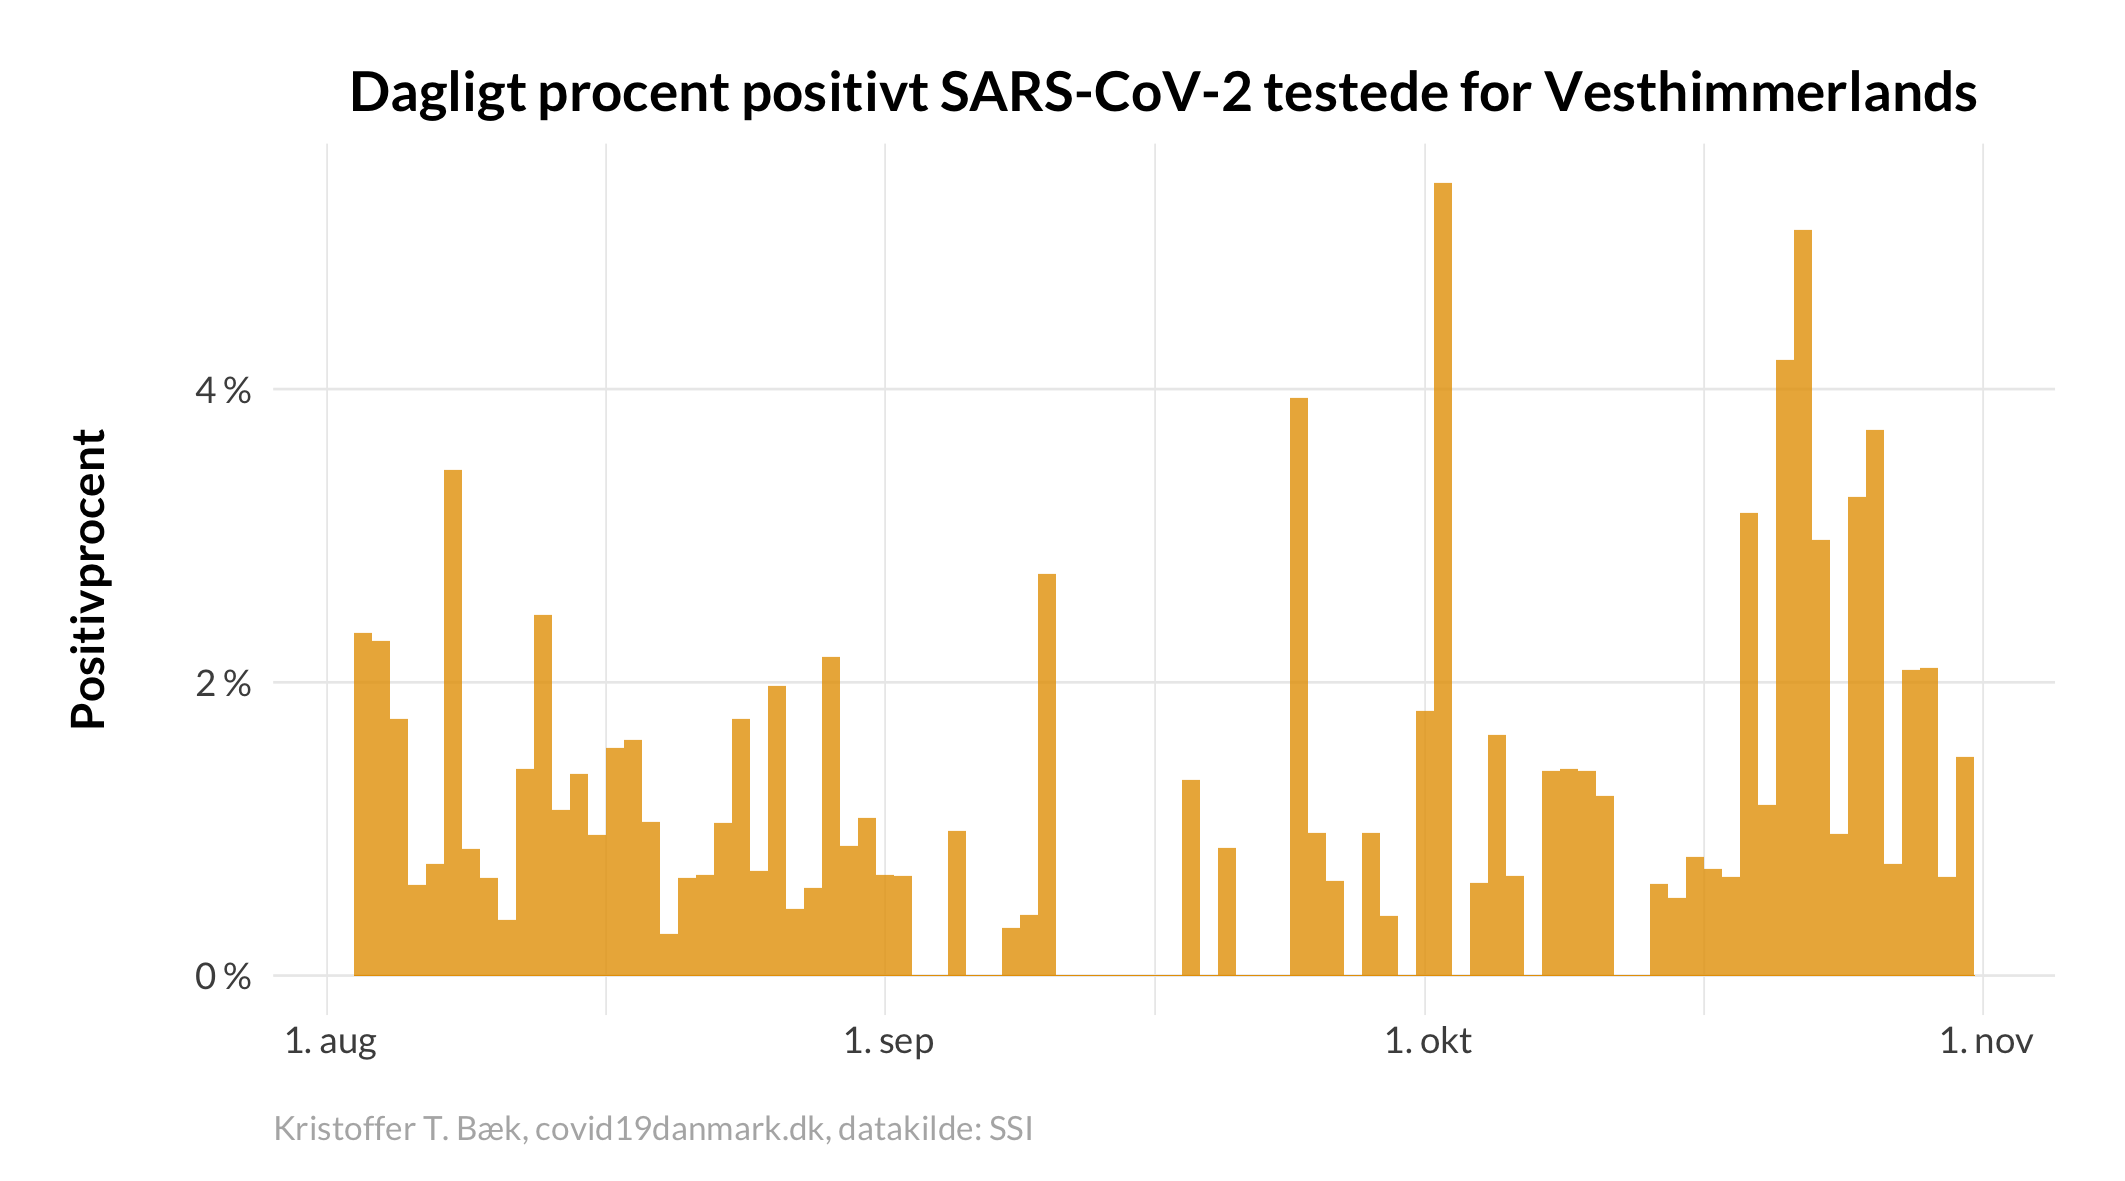 Dagligt procent positivt SARS-CoV-2 testede for Vesthimmerlands
Positivprocent
4 %
2 %
0 %
1. aug
1. sep
1. okt
1. nov
Kristoffer T. Bæk, covid19danmark.dk, datakilde: SSI